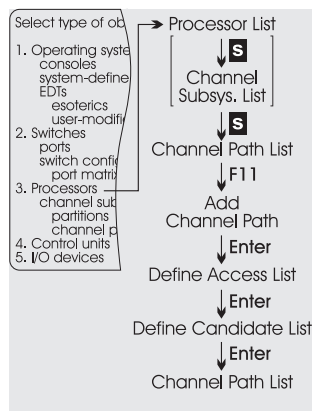 Select type of ob
1. Operating syste
consoles
system-define
EDTs
esoterics
user-modifi
2. Switches
ports
switch config
port matri
3. Processors
channel sub
partitions
channel p
4. Control units
5. I/O devices
Processor List
S
Channel
Subsys. List
S
Channel Path List
F11
Add
Channel Path
Enter
Define Access List
Enter
Define Candidate List
Enter
Channel Path List